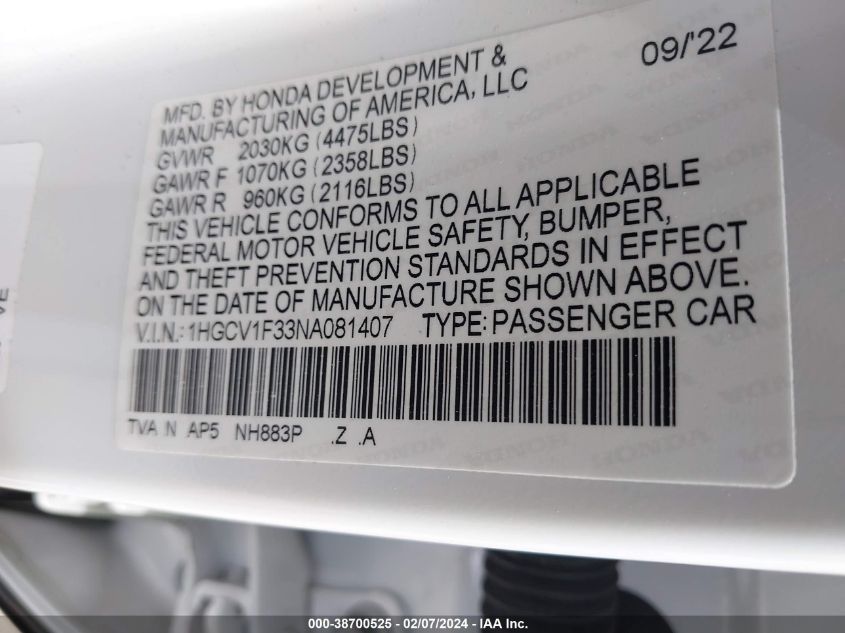 09/'22
MFD. BY HONDA DEVELOPMENT &
MANUFACTURING OF AMERICA, LLC
GVWR 2030KG (4475LBS)
GAWR F 1070KG (2358LBS)
GAWR R 960KG (2116LBS)
THIS VEHICLE CONFORMS TO ALL APPLICABLE
FEDERAL MOTOR VEHICLE SAFETY, BUMPER,
AND THEFT PREVENTION STANDARDS IN EFFECT
ON THE DATE OF MANUFACTURE SHOWN ABOVE.
V.I.N.: 1HGCV1F33NA081407 TYPE: PASSENGER CAR
TVA N AP5 NH883P .Z .A
000-38700525 - 02/07/2024 - IAA Inc.